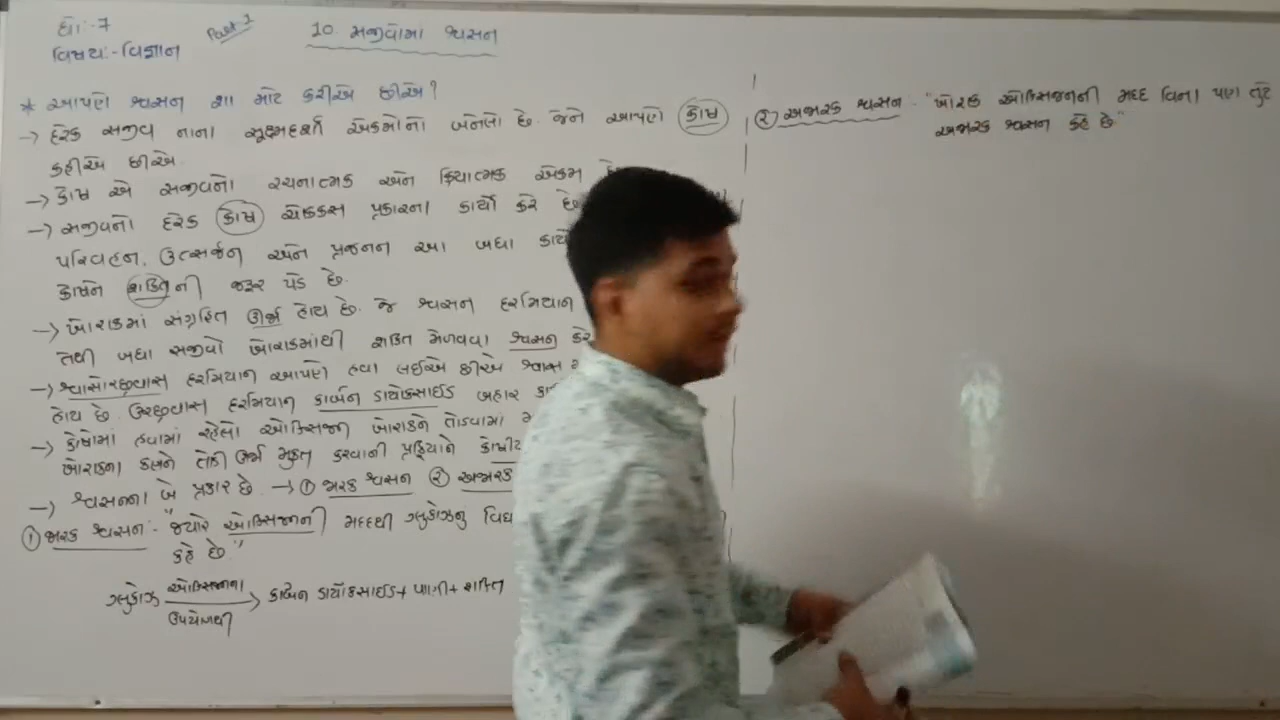 ધો:-7
વિષય:-વિજ્ઞાન
Part-1
10. સજીવોમાં શ્વસન
* આપણે શ્વસન શા માટે કરીએ છીએ?
-> દરેક સજીવ નાના સૂક્ષ્મદર્શી એકમોનો બનેલો છે. જેને આપણે કોષ
કહીએ છીએ.
-> કોષ એ સજીવનો રચનાત્મક અને ક્રિયાત્મક એકમ
-> સજીવનો દરેક કોષ ચોક્કસ પ્રકારના કાર્યો કરે છે
પરિવહન, ઉત્સર્જન અને પ્રજનન આ બધા કાર્યો
કોષને શક્તિની જરૂર પડે છે.
-> ખોરાકમાં સંગ્રહિત ઊર્જા હોય છે. જે શ્વસન દરમિયાન
તેથી બધા સજીવો ખોરાકમાંથી શક્તિ મેળવવા શ્વસન કરે
-> શ્વાસોચ્છવાસ દરમિયાન આપણે હવા લઈએ છીએ શ્વાસ
હોય છે. ઉચ્છવાસ દરમિયાન કાર્બન ડાયોકસાઈડ બહાર
-> કોષોમાં હવામાં રહેલો ઓક્સિજન ખોરાકને તોડવામાં
ખોરાકના કણને તોડી ઊર્જા મુક્ત કરવાની પ્રક્રિયાને કોષીય
-> શ્વસનના બે પ્રકાર છે. -> ① જારક શ્વસન ② અજારક
① જારક શ્વસન:- "જ્યારે ઓક્સિજનની મદદથી ગ્લુકોઝનુ
કહે છે."
ગ્લુકોઝ ઓક્સિજનના -> કાર્બન ડાયોકસાઈડ + પાણી + શક્તિ
ઉપયોગથી
② અજારક શ્વસન - "ખોરાક ઓક્સિજનની મદદ વિના પણ તુટે
અજારક શ્વસન કહે છે"